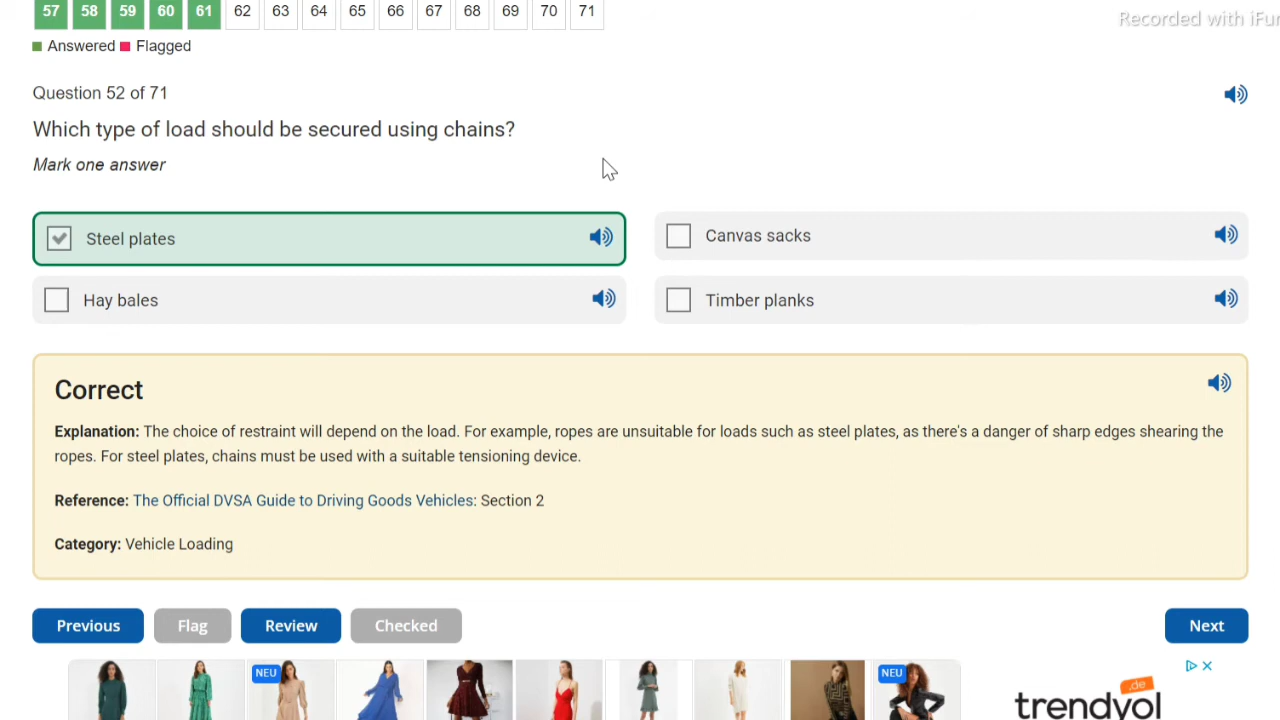 57 58 59 60 61 62 63 64 65 66 67 68 69 70 71
Recorded with
Answered Flagged
Question 52 of 71
Which type of load should be secured using chains?
Mark one answer
Steel plates
Canvas sacks
Hay bales
Timber planks
Correct
Explanation: The choice of restraint will depend on the load. For example, ropes are unsuitable for loads such as steel plates, as there's a danger of sharp edges shearing the
ropes. For steel plates, chains must be used with a suitable tensioning device.
Reference: The Official DVSA Guide to Driving Goods Vehicles: Section 2
Category: Vehicle Loading
Previous Flag Review Checked Next
NEU NEU
.de
trendyol